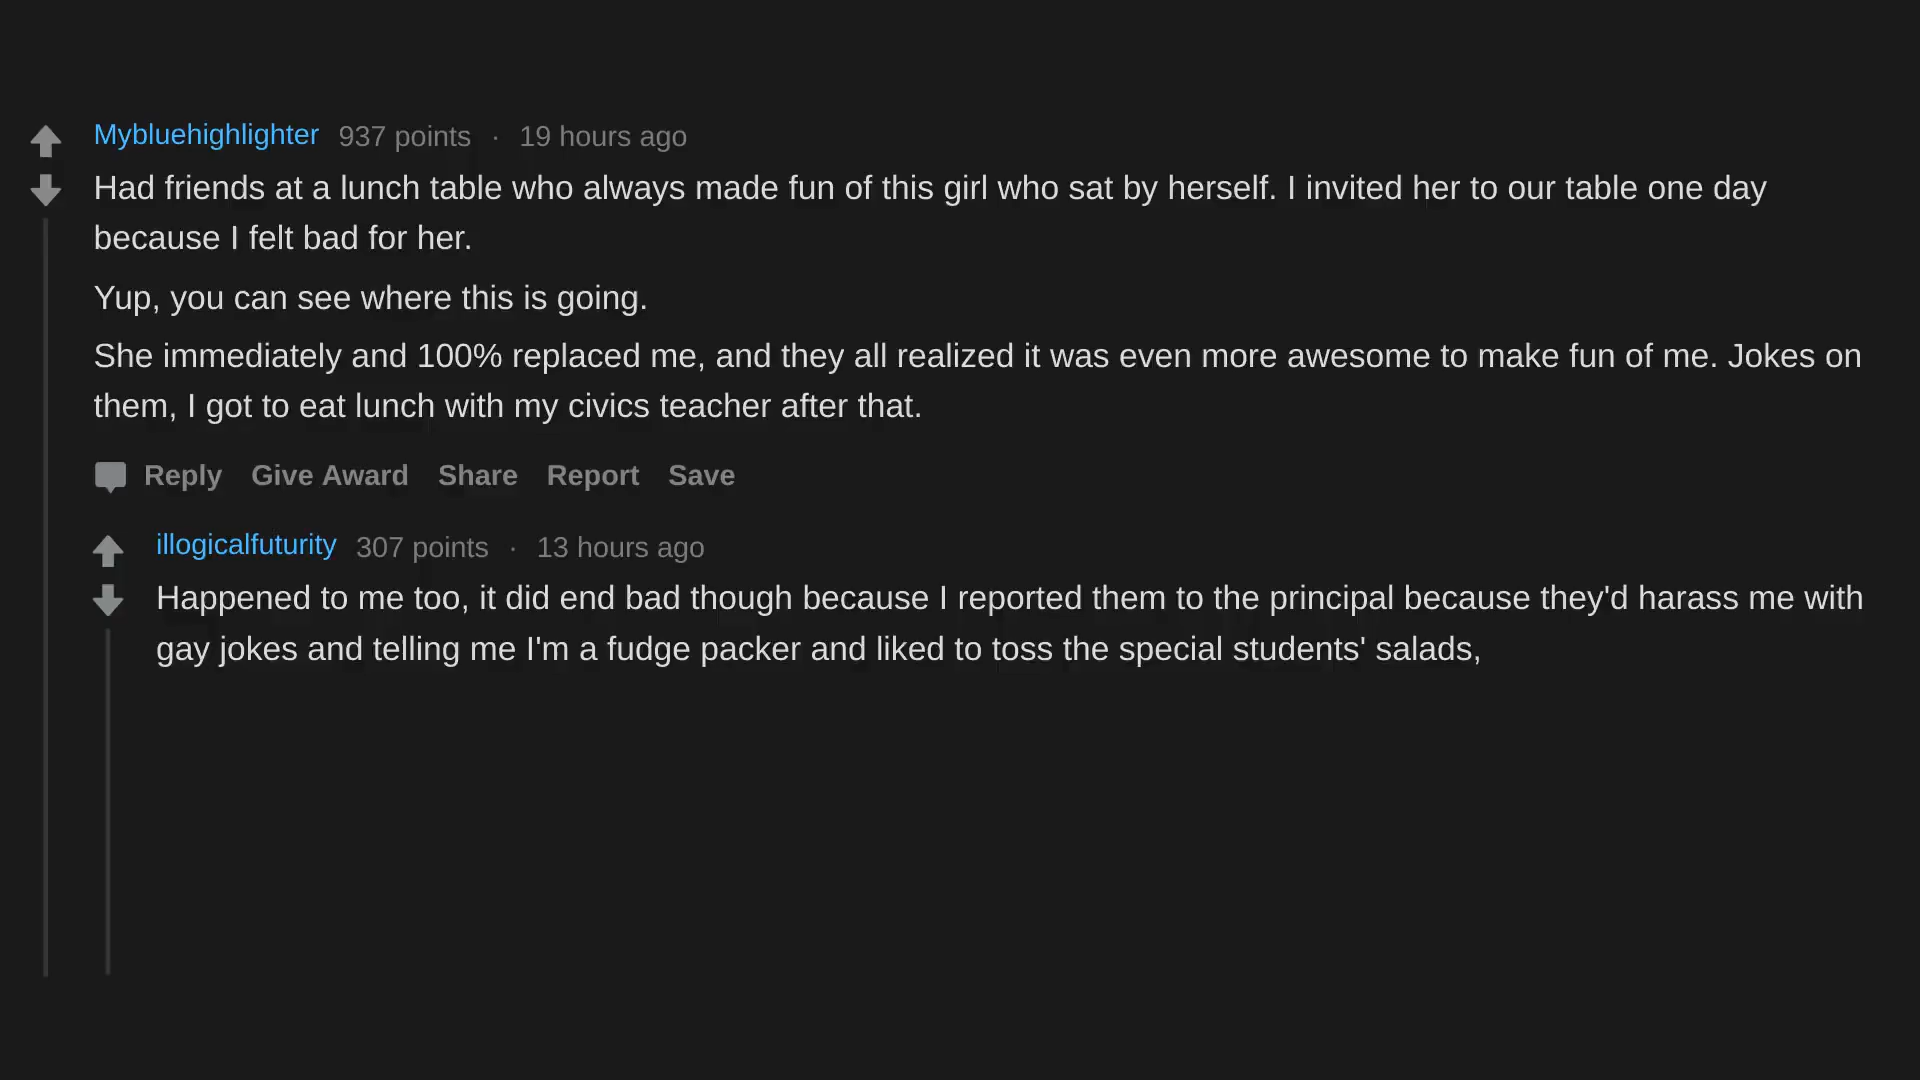 Mybluehighlighter 937 points · 19 hours ago
Had friends at a lunch table who always made fun of this girl who sat by herself. I invited her to our table one day
because I felt bad for her.
Yup, you can see where this is going.
She immediately and 100% replaced me, and they all realized it was even more awesome to make fun of me. Jokes on
them, I got to eat lunch with my civics teacher after that.
Reply Give Award Share Report Save
illogicalfuturity 307 points · 13 hours ago
Happened to me too, it did end bad though because I reported them to the principal because they'd harass me with
gay jokes and telling me I'm a fudge packer and liked to toss the special students' salads,